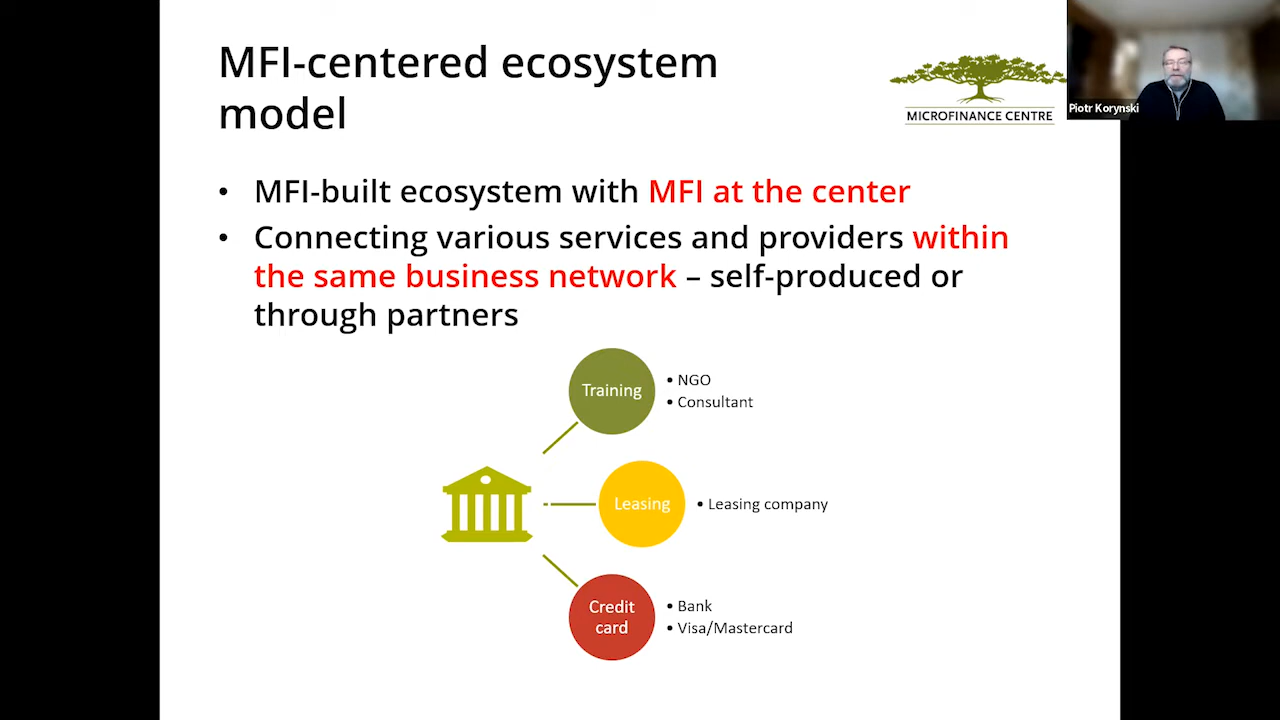 MFI-centered ecosystem
model
MICROFINANCE CENTRE
Piotr Korynski
• MFI-built ecosystem with MFI at the center
• Connecting various services and providers within
the same business network – self-produced or
through partners
Training
• NGO
• Consultant
Leasing
• Leasing company
Credit
card
• Bank
• Visa/Mastercard